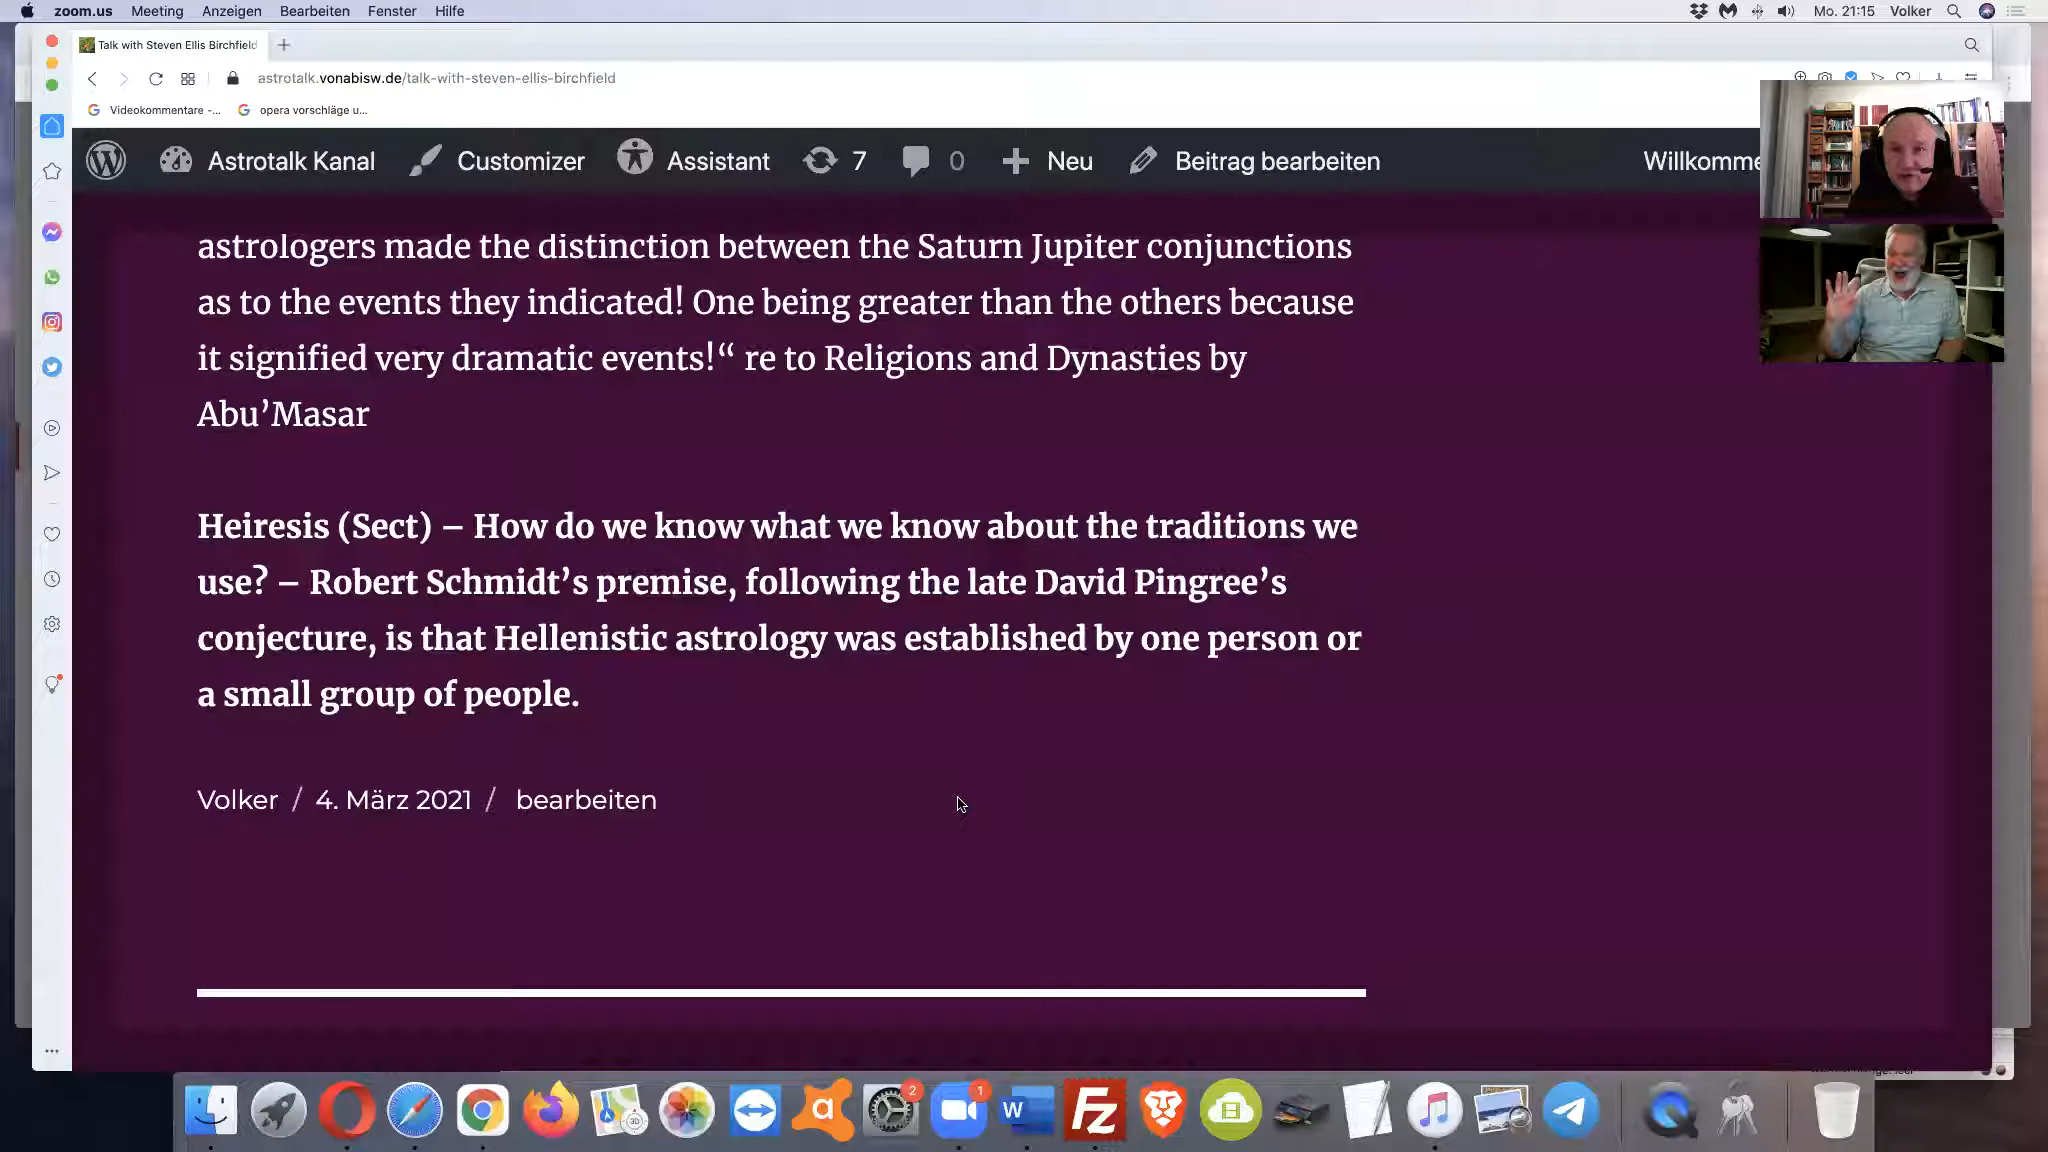 zoom.us Meeting Anzeigen Bearbeiten Fenster Hilfe Mo. 21:15 Volker
Talk with Steven Ellis Birchfield
astrotalk.vonabisw.de/talk-with-steven-ellis-birchfield
Videokommentare -... opera vorschläge u...
Astrotalk Kanal Customizer Assistant 7 0 Neu Beitrag bearbeiten Willkomme
astrologers made the distinction between the Saturn Jupiter conjunctions
as to the events they indicated! One being greater than the others because
it signified very dramatic events!“ re to Religions and Dynasties by
Abu’Masar
Heiresis (Sect) – How do we know what we know about the traditions we
use? – Robert Schmidt’s premise, following the late David Pingree’s
conjecture, is that Hellenistic astrology was established by one person or
a small group of people.
Volker / 4. März 2021 / bearbeiten
3D
2
1
W
FZ